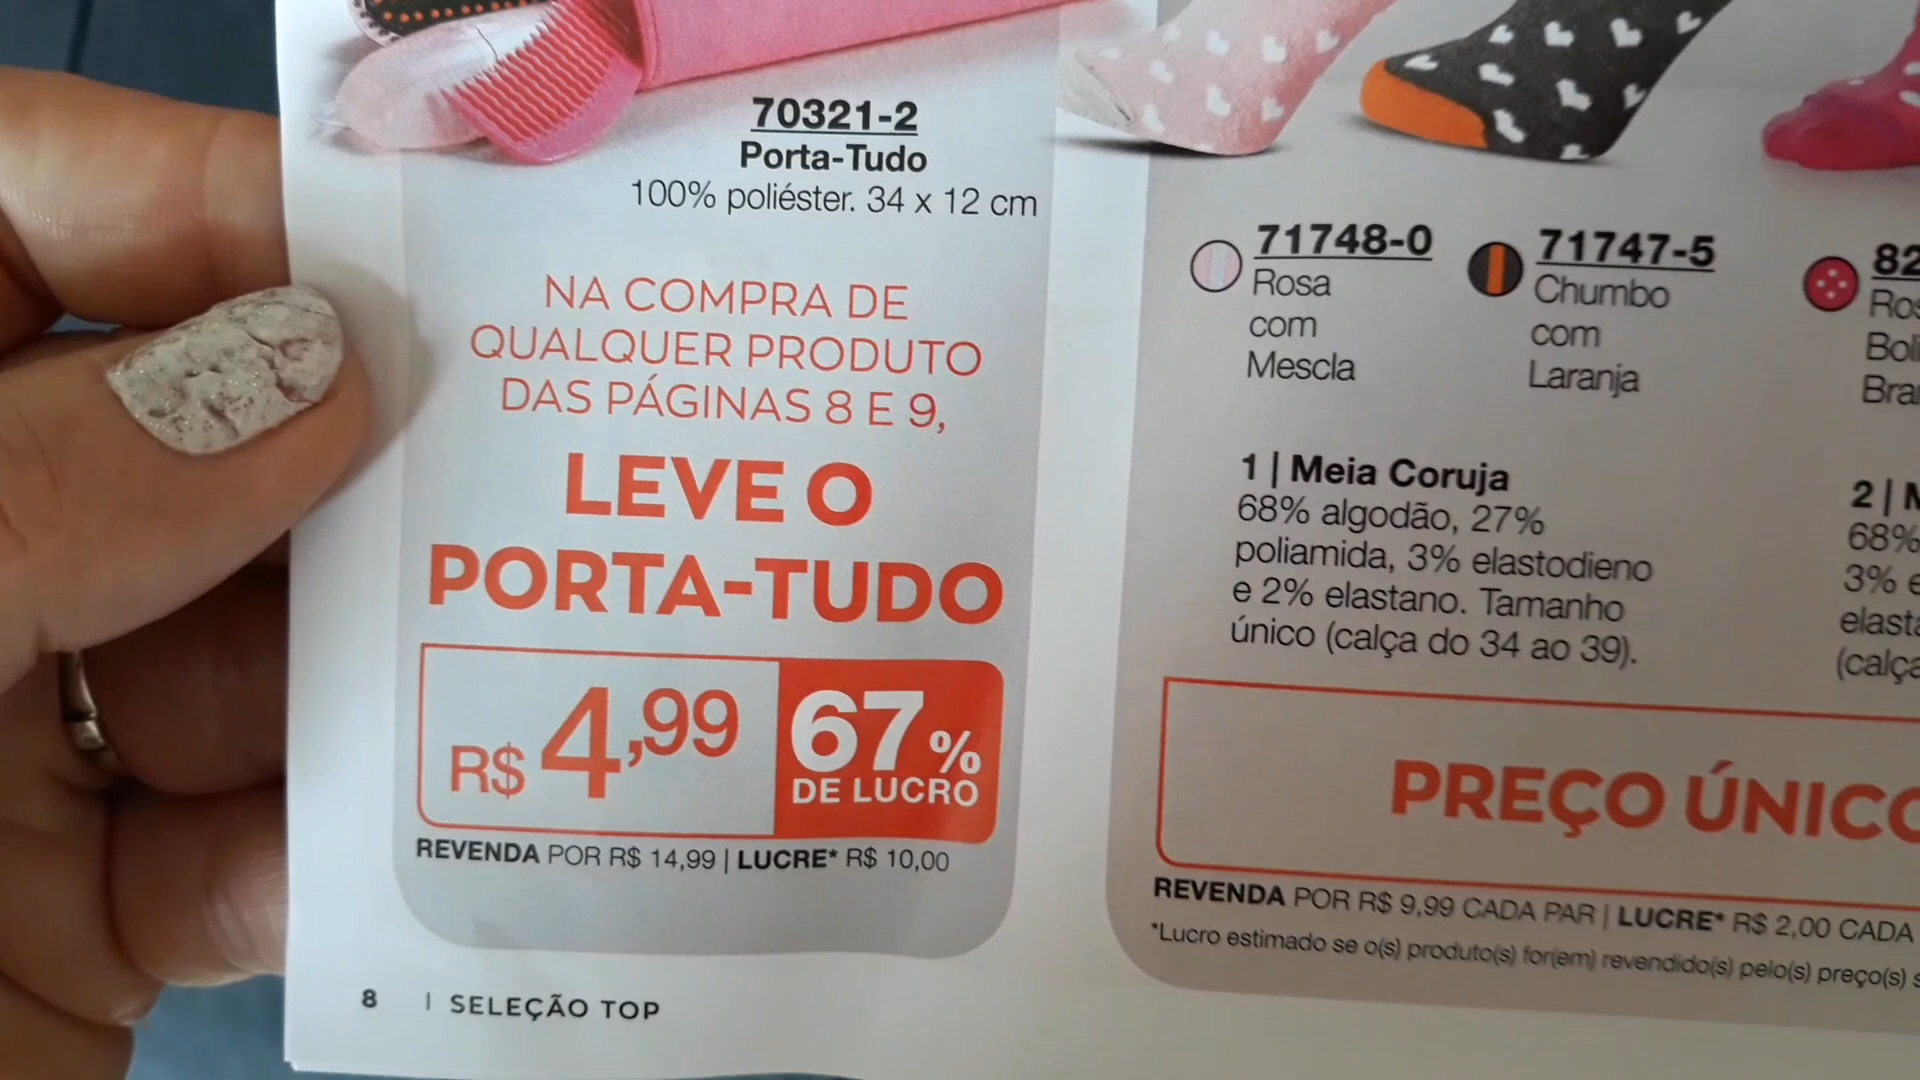 70321-2
Porta-Tudo
100% poliéster. 34 x 12 cm
NA COMPRA DE
QUALQUER PRODUTO
DAS PÁGINAS 8 E 9,
LEVE O
PORTA-TUDO
R$ 4,99
67%
DE LUCRO
REVENDA POR R$ 14,99 | LUCRE* R$ 10,00
8 | SELEÇÃO TOP
71748-0
Rosa
com
Mescla
71747-5
Chumbo
com
Laranja
82
1 | Meia Coruja
68% algodão, 27%
poliamida, 3% elastodieno
e 2% elastano. Tamanho
único (calça do 34 ao 39).
2 |
68%
3%
PREÇO ÚNICO
REVENDA POR R$ 9,99 CADA PAR | LUCRE* R$ 2,00 CADA
*Lucro estimado se o(s) produto(s) for(em) revendido(s) pelo(s) preço(s)